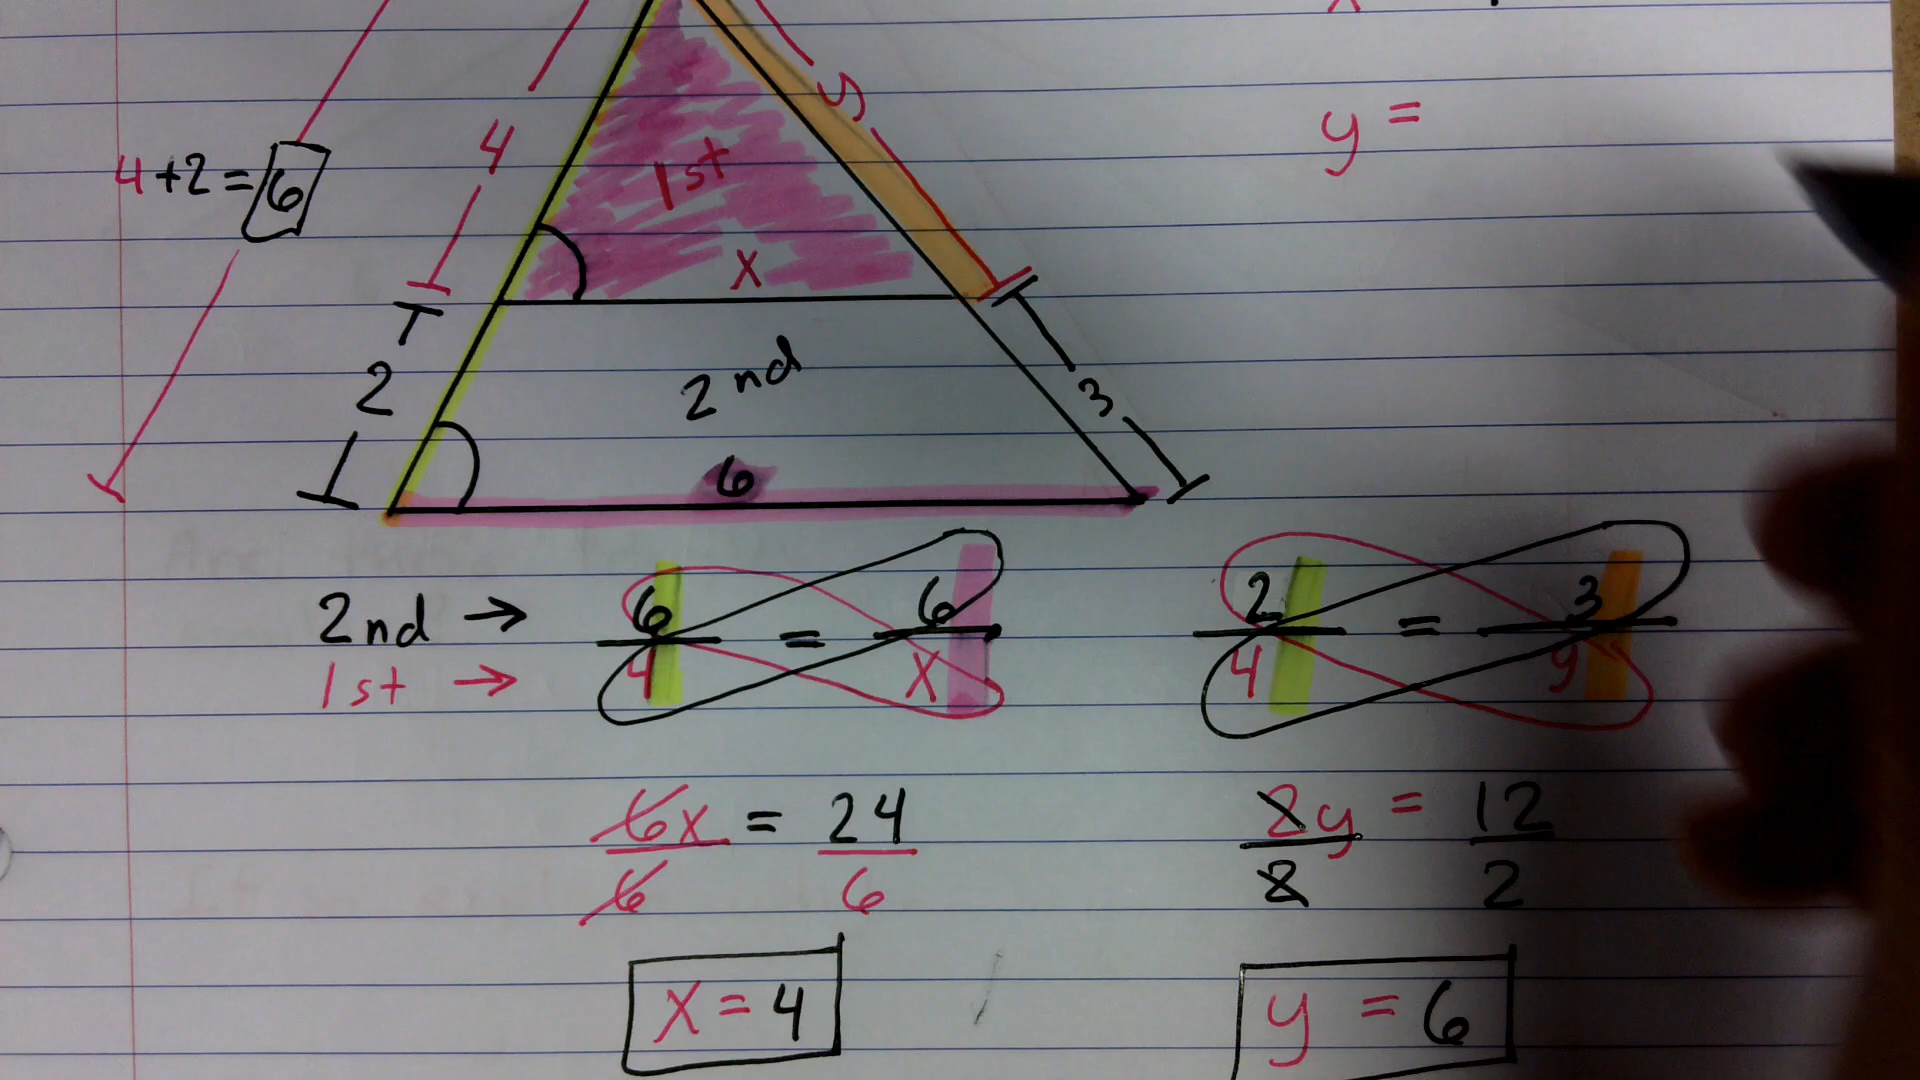 y =
4+2=6
4
y
1st
x
2
2nd
3
6
2nd → 6/4 = 6/x
1st →
2/4 = 3/y
6x/6 = 24/6
2y/2 = 12/2
x = 4
y = 6